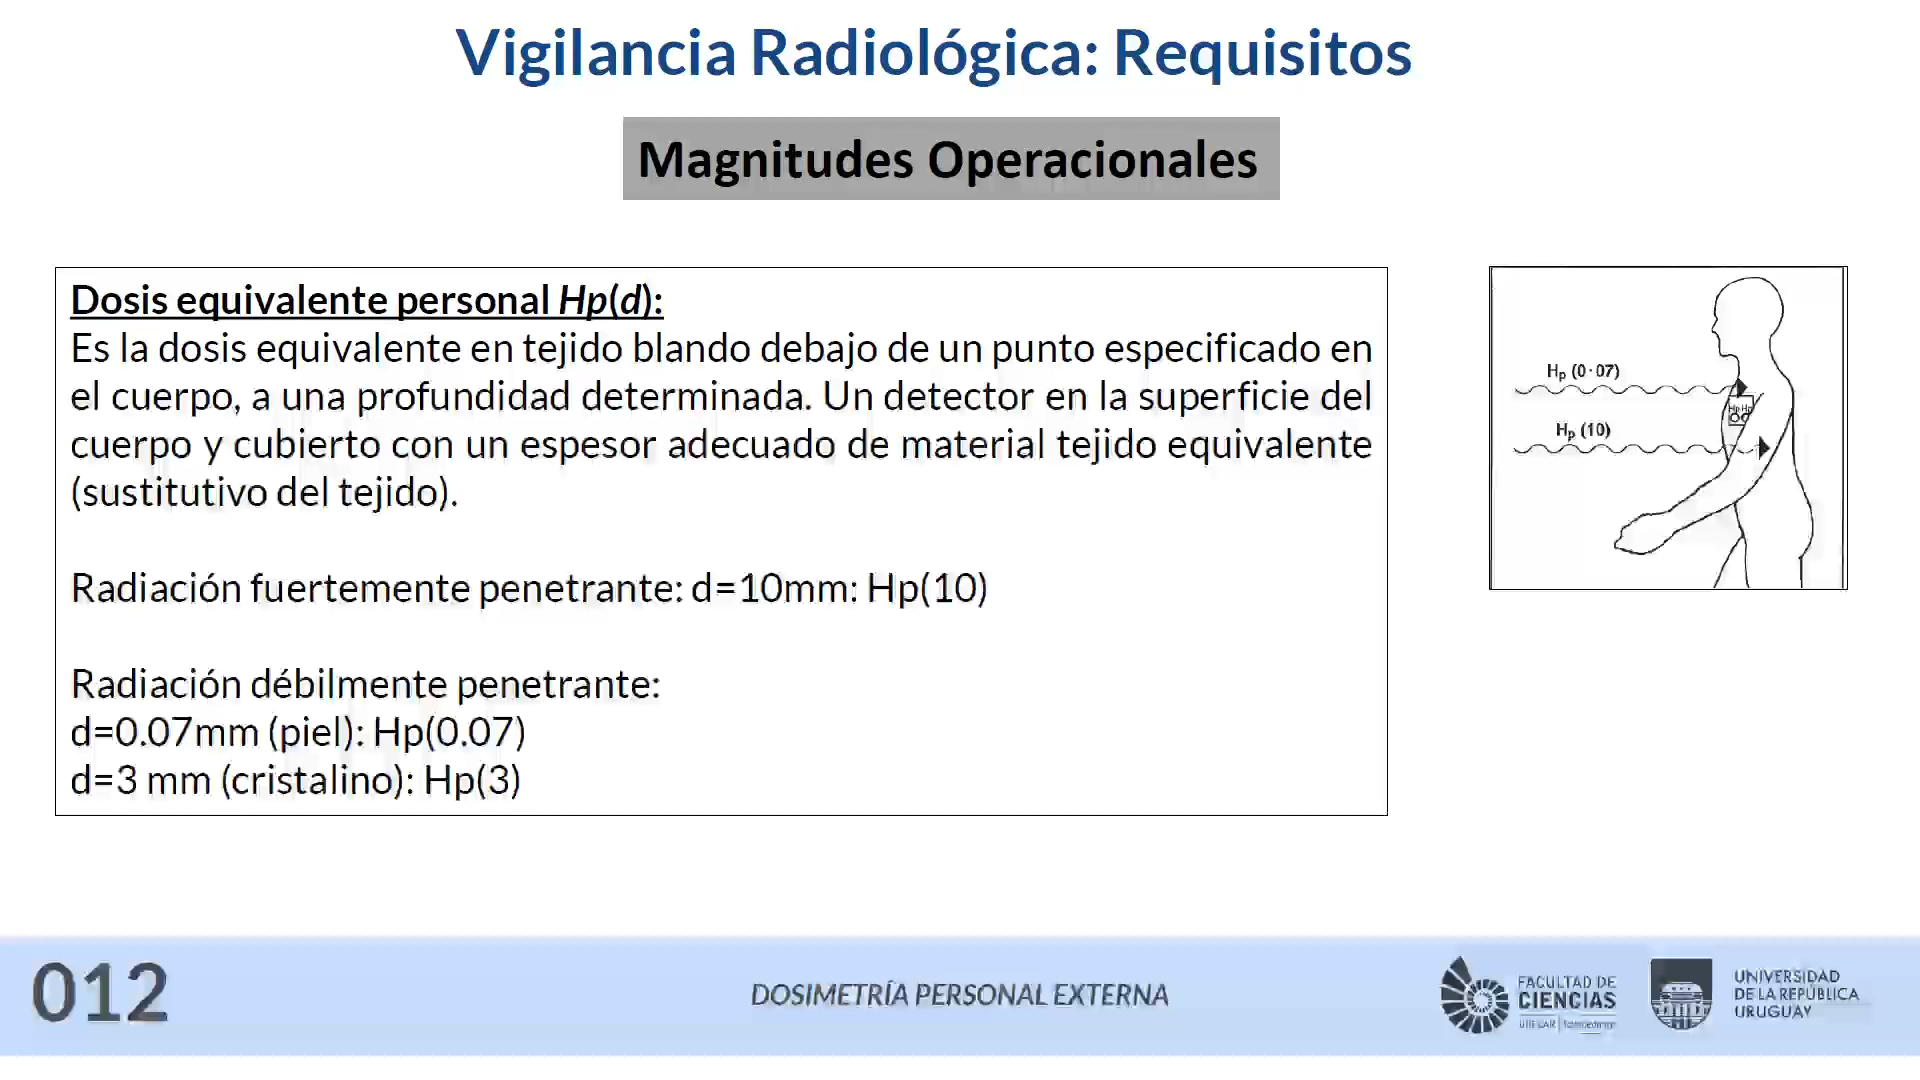 Vigilancia Radiológica: Requisitos
Magnitudes Operacionales
Dosis equivalente personal Hp(d):
Es la dosis equivalente en tejido blando debajo de un punto especificado en
el cuerpo, a una profundidad determinada. Un detector en la superficie del
cuerpo y cubierto con un espesor adecuado de material tejido equivalente
(sustitutivo del tejido).
Radiación fuertemente penetrante: d=10mm: Hp(10)
Radiación débilmente penetrante:
d=0.07mm (piel): Hp(0.07)
d=3 mm (cristalino): Hp(3)
Hp (0·07)
Hp Hp
Hp (10)
012
DOSIMETRÍA PERSONAL EXTERNA
FACULTAD DE
CIENCIAS
UNIVERSIDAD
DE LA REPÚBLICA
URUGUAY